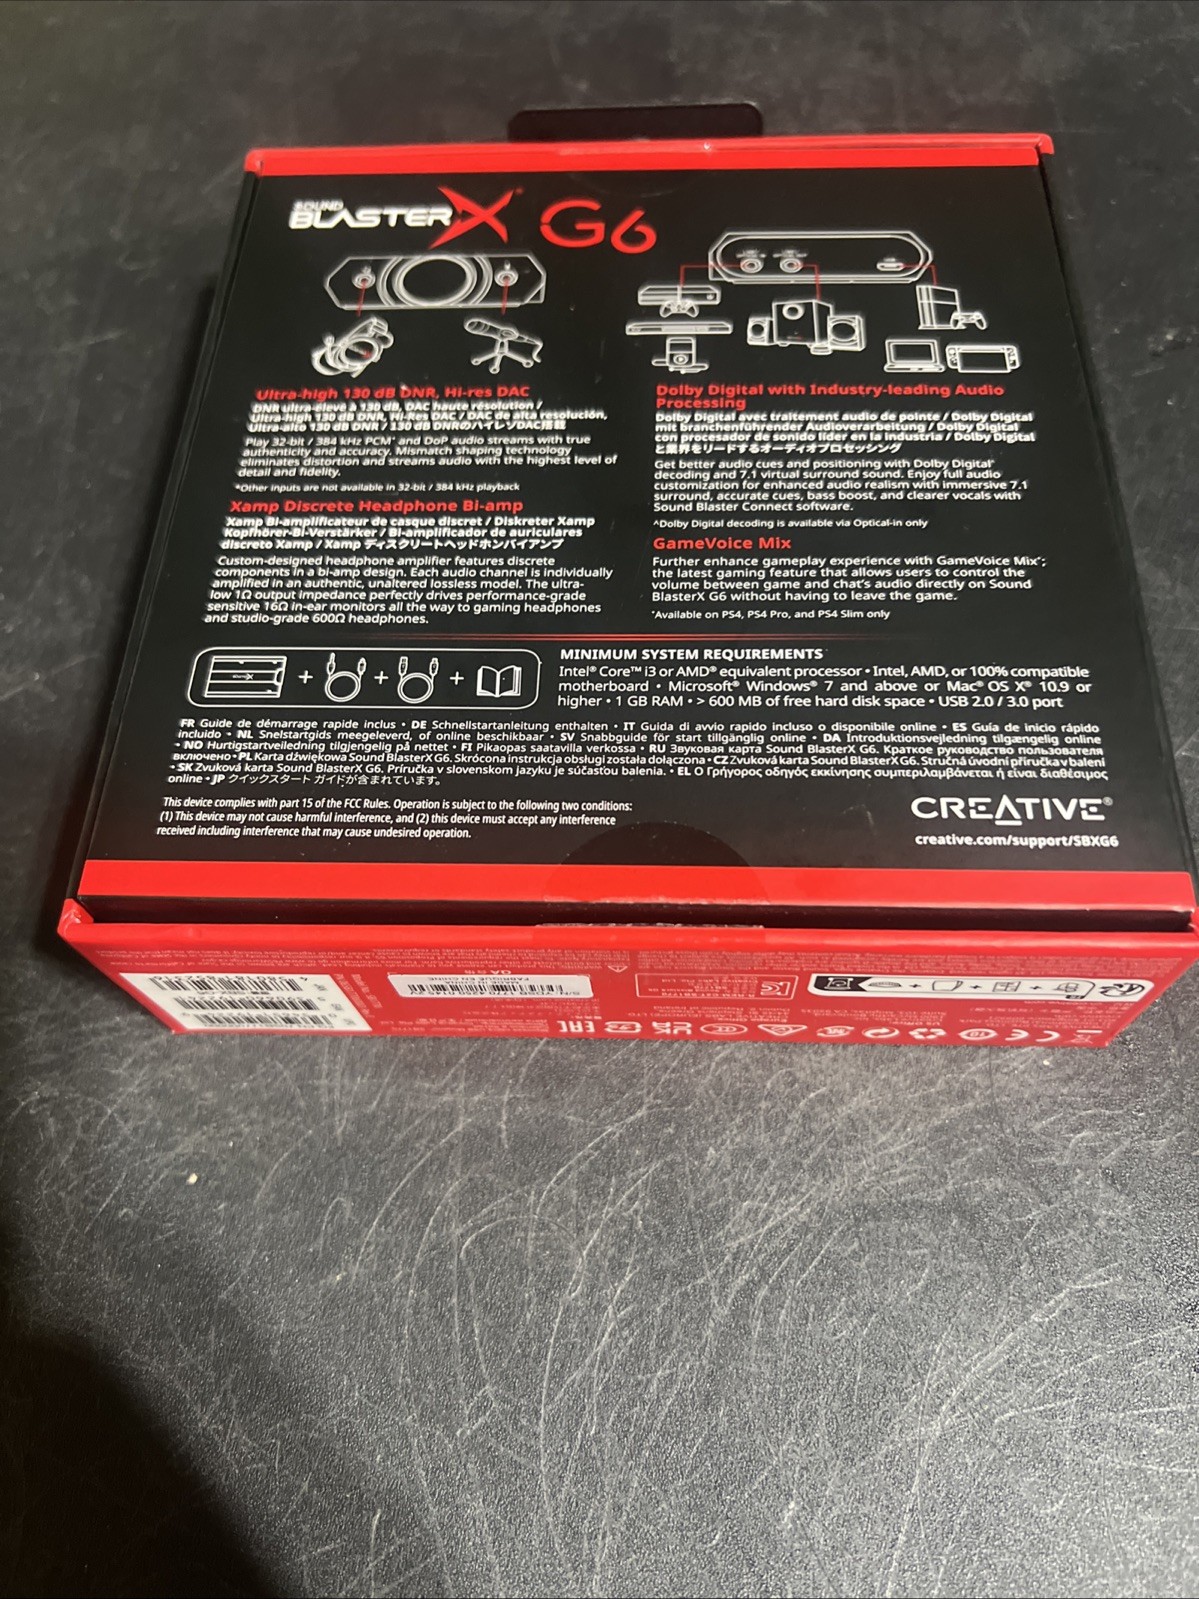 SOUND
BLASTERX G6
Ultra-high 130 dB DNR, Hi-res DAC
DNR ultra-élevé à 130 dB, DAC haute résolution /
Ultra-high 130 dB DNR, Hi-Res DAC / DAC de alta resolución,
Ultra-alto 130 dB DNR / 130 dB DNRのハイレゾDAC搭載
Play 32-bit / 384 kHz PCM* and DoP audio streams with true
authenticity and accuracy. Mismatch shaping technology
eliminates distortion and streams audio with the highest level of
detail and fidelity.
*Other inputs are not available in 32-bit / 384 kHz playback
Xamp Discrete Headphone Bi-amp
Xamp Bi-amplificateur de casque discret / Diskreter Xamp
Kopfhörer-Bi-Verstärker / Bi-amplificador de auriculares
discreto Xamp / Xamp ディスクリートヘッドホンバイアンプ
Custom-designed headphone amplifier features discrete
components in a bi-amp design. Each audio channel is individually
amplified in an authentic, unaltered lossless model. The ultra-
low 1Ω output impedance perfectly drives performance-grade
sensitive 16Ω in-ear monitors all the way to gaming headphones
and studio-grade 600Ω headphones.
Dolby Digital with Industry-leading Audio
Processing
Dolby Digital avec traitement audio de pointe / Dolby Digital
mit branchenführender Audioverarbeitung / Dolby Digital
con procesador de sonido líder en la industria / Dolby Digital
と業界をリードするオーディオプロセッシング
Get better audio cues and positioning with Dolby Digital^
decoding and 7.1 virtual surround sound. Enjoy full audio
customization for enhanced audio realism with immersive 7.1
surround, accurate cues, bass boost, and clearer vocals with
Sound Blaster Connect software.
^Dolby Digital decoding is available via Optical-in only
GameVoice Mix
Further enhance gameplay experience with GameVoice Mix*;
the latest gaming feature that allows users to control the
volume between game and chat's audio directly on Sound
BlasterX G6 without having to leave the game.
*Available on PS4, PS4 Pro, and PS4 Slim only
MINIMUM SYSTEM REQUIREMENTS
Intel® Core™ i3 or AMD® equivalent processor • Intel, AMD, or 100% compatible
motherboard • Microsoft® Windows® 7 and above or Mac® OS X® 10.9 or
higher • 1 GB RAM • > 600 MB of free hard disk space • USB 2.0 / 3.0 port
FR Guide de démarrage rapide inclus • DE Schnellstartanleitung enthalten • IT Guida di avvio rapido incluso o disponibile online • ES Guía de inicio rápido
incluido • NL Snelstartgids meegeleverd, of online beschikbaar • SV Snabbguide för start tillgänglig online • DA Introduktionsvejledning tilgængelig online
• NO Hurtigstartveiledning tilgjengelig på nettet • FI Pikaopas saatavilla verkossa • RU Звуковая карта Sound BlasterX G6. Краткое руководство пользователя
включено • PL Karta dźwiękowa Sound BlasterX G6. Skrócona instrukcja obsługi została dołączona • CZ Zvuková karta Sound BlasterX G6. Stručná úvodní příručka v balení
• SK Zvuková karta Sound BlasterX G6. Príručka v slovenskom jazyku je súčasťou balenia. • EL Ο Γρήγορος οδηγός εκκίνησης συμπεριλαμβάνεται ή είναι διαθέσιμος
online • JP クイックスタート ガイドが含まれています。
This device complies with part 15 of the FCC Rules. Operation is subject to the following two conditions:
(1) This device may not cause harmful interference, and (2) this device must accept any interference
received including interference that may cause undesired operation.
CREATIVE®
creative.com/support/SBXG6